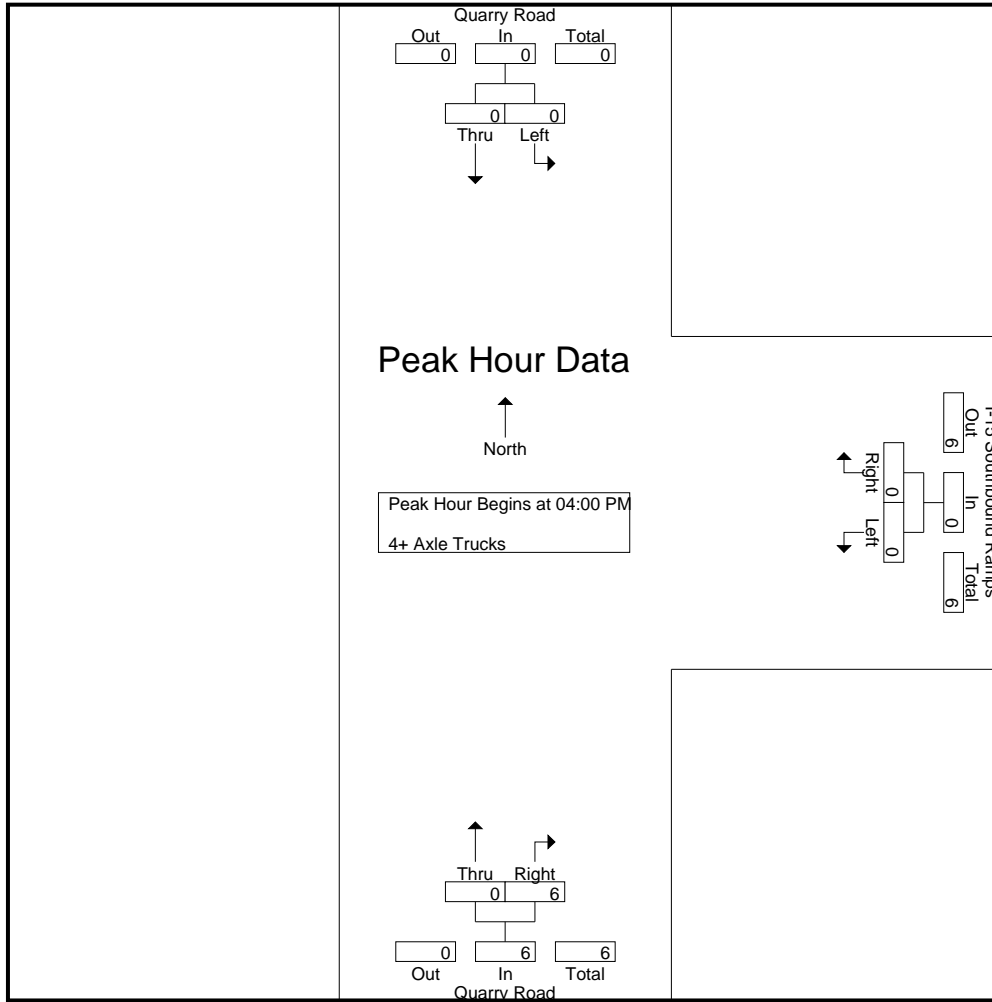 Quarry Road
Out In Total
0 0 0
0 0
Thru Left
Peak Hour Data
North
Peak Hour Begins at 04:00 PM
4+ Axle Trucks
Right Left
0 0
Out In Total
6 0 6
Southbound Ramps
Thru Right
0 6
0 6 6
Out In Total
Quarry Road